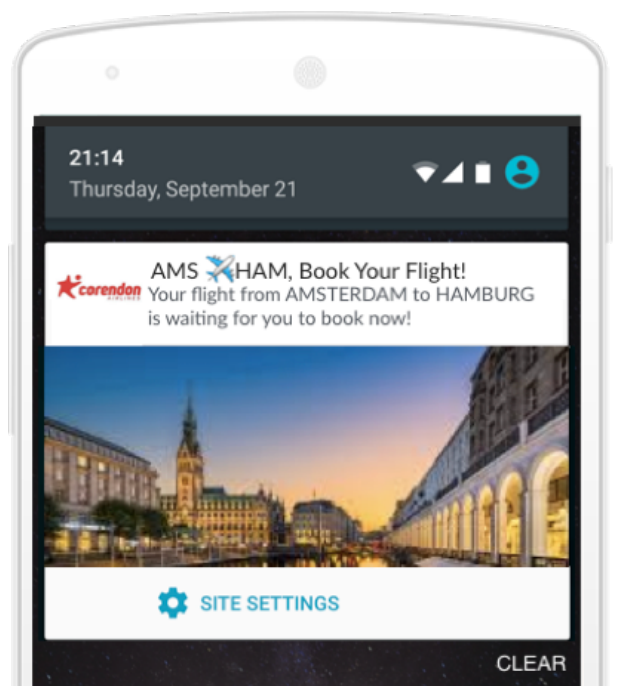 21:14
Thursday, September 21
corendon
AIRLINES
AMS ✈️HAM, Book Your Flight!
Your flight from AMSTERDAM to HAMBURG
is waiting for you to book now!
SITE SETTINGS
CLEAR